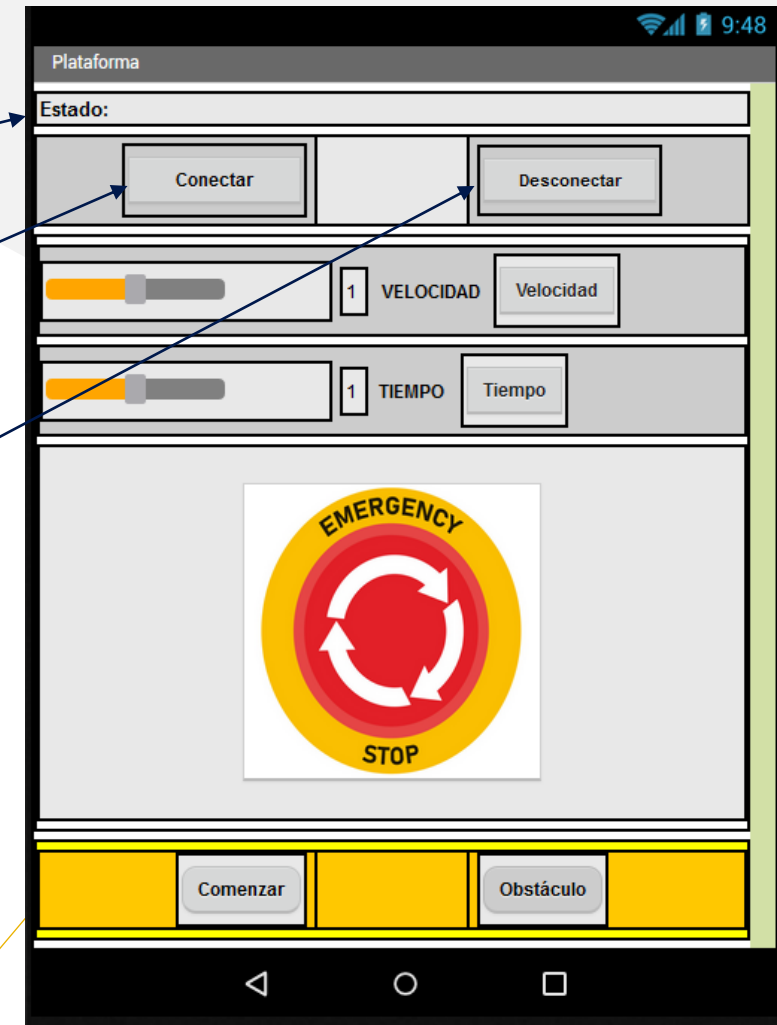 9:48
Plataforma
Estado:
Conectar
Desconectar
1 VELOCIDAD Velocidad
1 TIEMPO Tiempo
EMERGENCY
STOP
Comenzar
Obstáculo